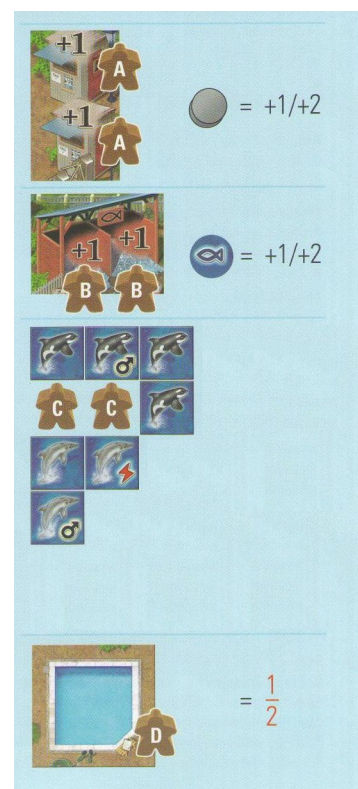 +1 A
+1 A
= +1/+2
+1 +1
B B
= +1/+2
C C
D
= 1/2